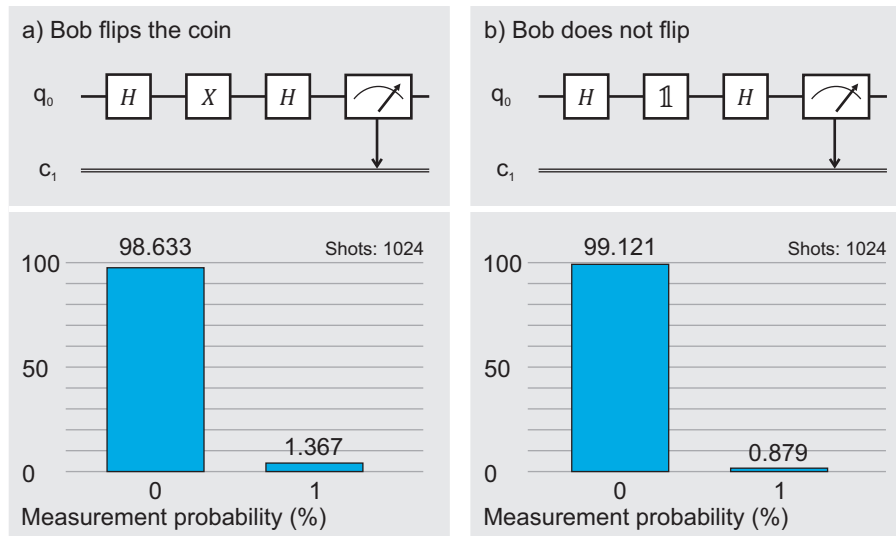 a) Bob flips the coin
q₀ H X H
c₁
98.633
Shots: 1024
100
50
1.367
0
0 1
Measurement probability (%)
b) Bob does not flip
q₀ H 𝟙 H
c₁
99.121
Shots: 1024
100
50
0.879
0
0 1
Measurement probability (%)